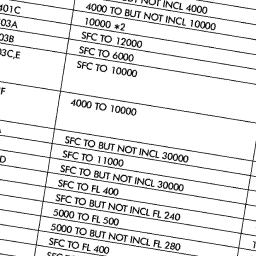 BUT NOT INCL 4000
401C 4000 TO BUT NOT INCL 10000
03A 10000 *2
03B SFC TO 12000
03C,E SFC TO 6000
SFC TO 10000
F 4000 TO 10000
SFC TO BUT NOT INCL 30000
D SFC TO 11000
SFC TO BUT NOT INCL 30000
SFC TO FL 400
5000 TO BUT NOT INCL FL 240
5000 TO FL 500
5000 TO BUT NOT INCL FL 280
SFC TO FL 400